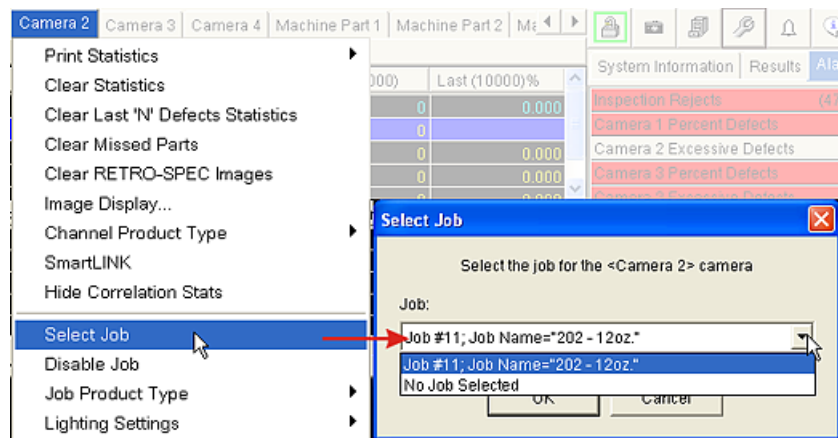 Camera 2 Camera 3 Camera 4 Machine Part 1 Machine Part 2
System Information Results
Print Statistics
Clear Statistics
Clear Last 'N' Defects Statistics
Clear Missed Parts
Clear RETRO-SPEC Images
Image Display...
Channel Product Type
SmartLINK
Hide Correlation Stats
Select Job
Disable Job
Job Product Type
Lighting Settings
Last (10000)%
0 0.000
0
0 0.000
0 0.000
Inspection Rejects
Camera 1 Percent Defects
Camera 2 Excessive Defects
Camera 3 Percent Defects
Camera 3 Excessive Defects
Select Job
Select the job for the <Camera 2> camera
Job:
Job #11; Job Name="202 - 12oz."
Job #11; Job Name="202 - 12oz."
No Job Selected
OK Cancel